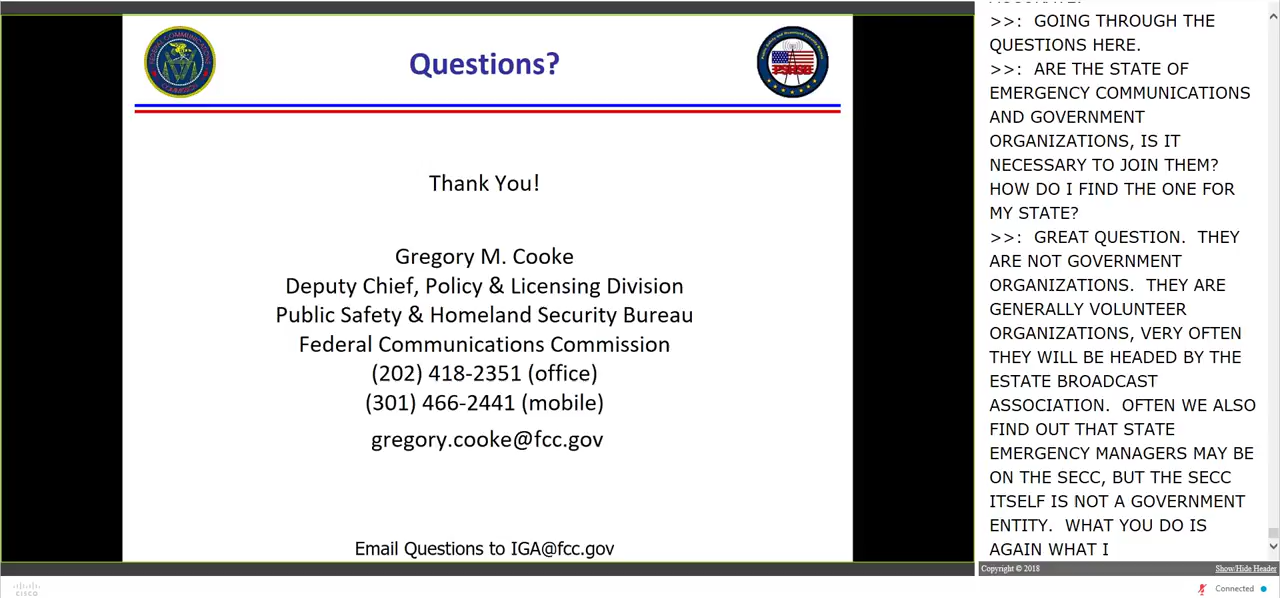 Questions?
Thank You!
Gregory M. Cooke
Deputy Chief, Policy & Licensing Division
Public Safety & Homeland Security Bureau
Federal Communications Commission
(202) 418-2351 (office)
(301) 466-2441 (mobile)
gregory.cooke@fcc.gov
Email Questions to IGA@fcc.gov
>>: GOING THROUGH THE
QUESTIONS HERE.
>>: ARE THE STATE OF
EMERGENCY COMMUNICATIONS
AND GOVERNMENT
ORGANIZATIONS, IS IT
NECESSARY TO JOIN THEM?
HOW DO I FIND THE ONE FOR
MY STATE?
>>: GREAT QUESTION. THEY
ARE NOT GOVERNMENT
ORGANIZATIONS. THEY ARE
GENERALLY VOLUNTEER
ORGANIZATIONS, VERY OFTEN
THEY WILL BE HEADED BY THE
ESTATE BROADCAST
ASSOCIATION. OFTEN WE ALSO
FIND OUT THAT STATE
EMERGENCY MANAGERS MAY BE
ON THE SECC, BUT THE SECC
ITSELF IS NOT A GOVERNMENT
ENTITY. WHAT YOU DO IS
AGAIN WHAT I
Copyright © 2018
Show/Hide Header
CISCO
Connected